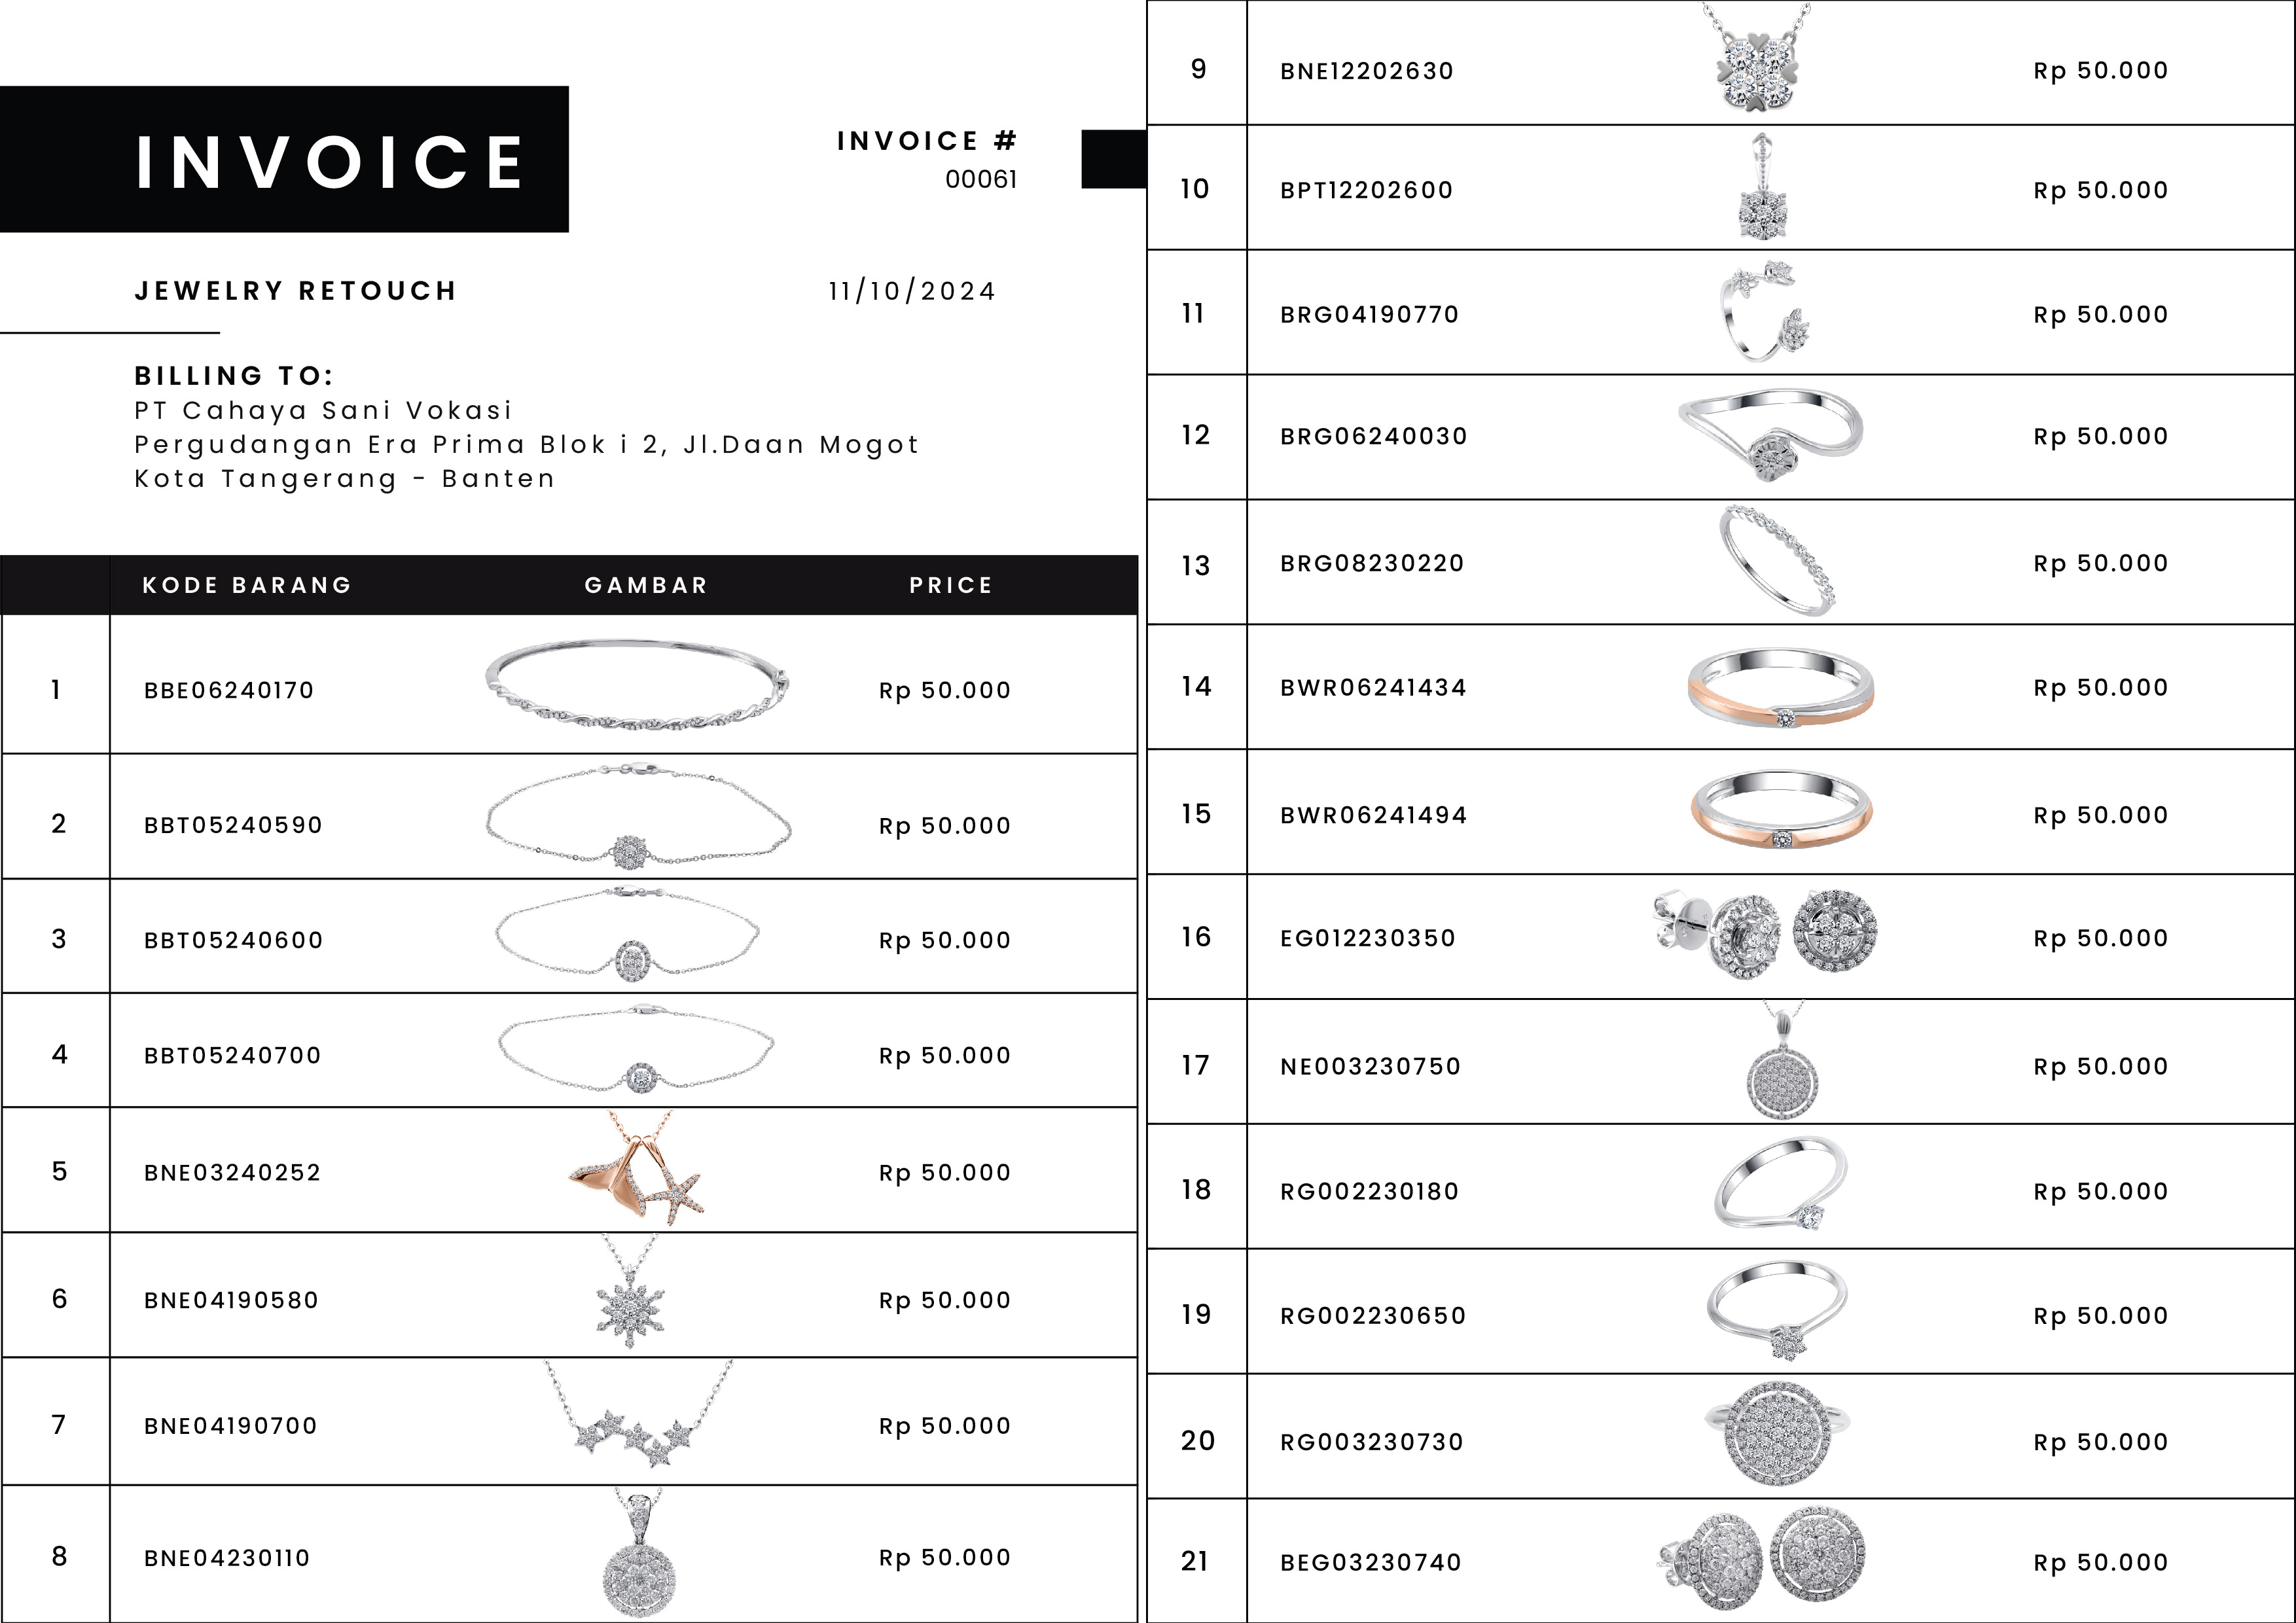 INVOICE
INVOICE #
00061
JEWELRY RETOUCH
11/10/2024
BILLING TO:
PT Cahaya Sani Vokasi
Pergudangan Era Prima Blok i 2, Jl.Daan Mogot
Kota Tangerang - Banten
KODE BARANG GAMBAR PRICE
1 BBE06240170 Rp 50.000
2 BBT05240590 Rp 50.000
3 BBT05240600 Rp 50.000
4 BBT05240700 Rp 50.000
5 BNE03240252 Rp 50.000
6 BNE04190580 Rp 50.000
7 BNE04190700 Rp 50.000
8 BNE04230110 Rp 50.000
9 BNE12202630 Rp 50.000
10 BPT12202600 Rp 50.000
11 BRG04190770 Rp 50.000
12 BRG06240030 Rp 50.000
13 BRG08230220 Rp 50.000
14 BWR06241434 Rp 50.000
15 BWR06241494 Rp 50.000
16 EG012230350 Rp 50.000
17 NE003230750 Rp 50.000
18 RG002230180 Rp 50.000
19 RG002230650 Rp 50.000
20 RG003230730 Rp 50.000
21 BEG03230740 Rp 50.000